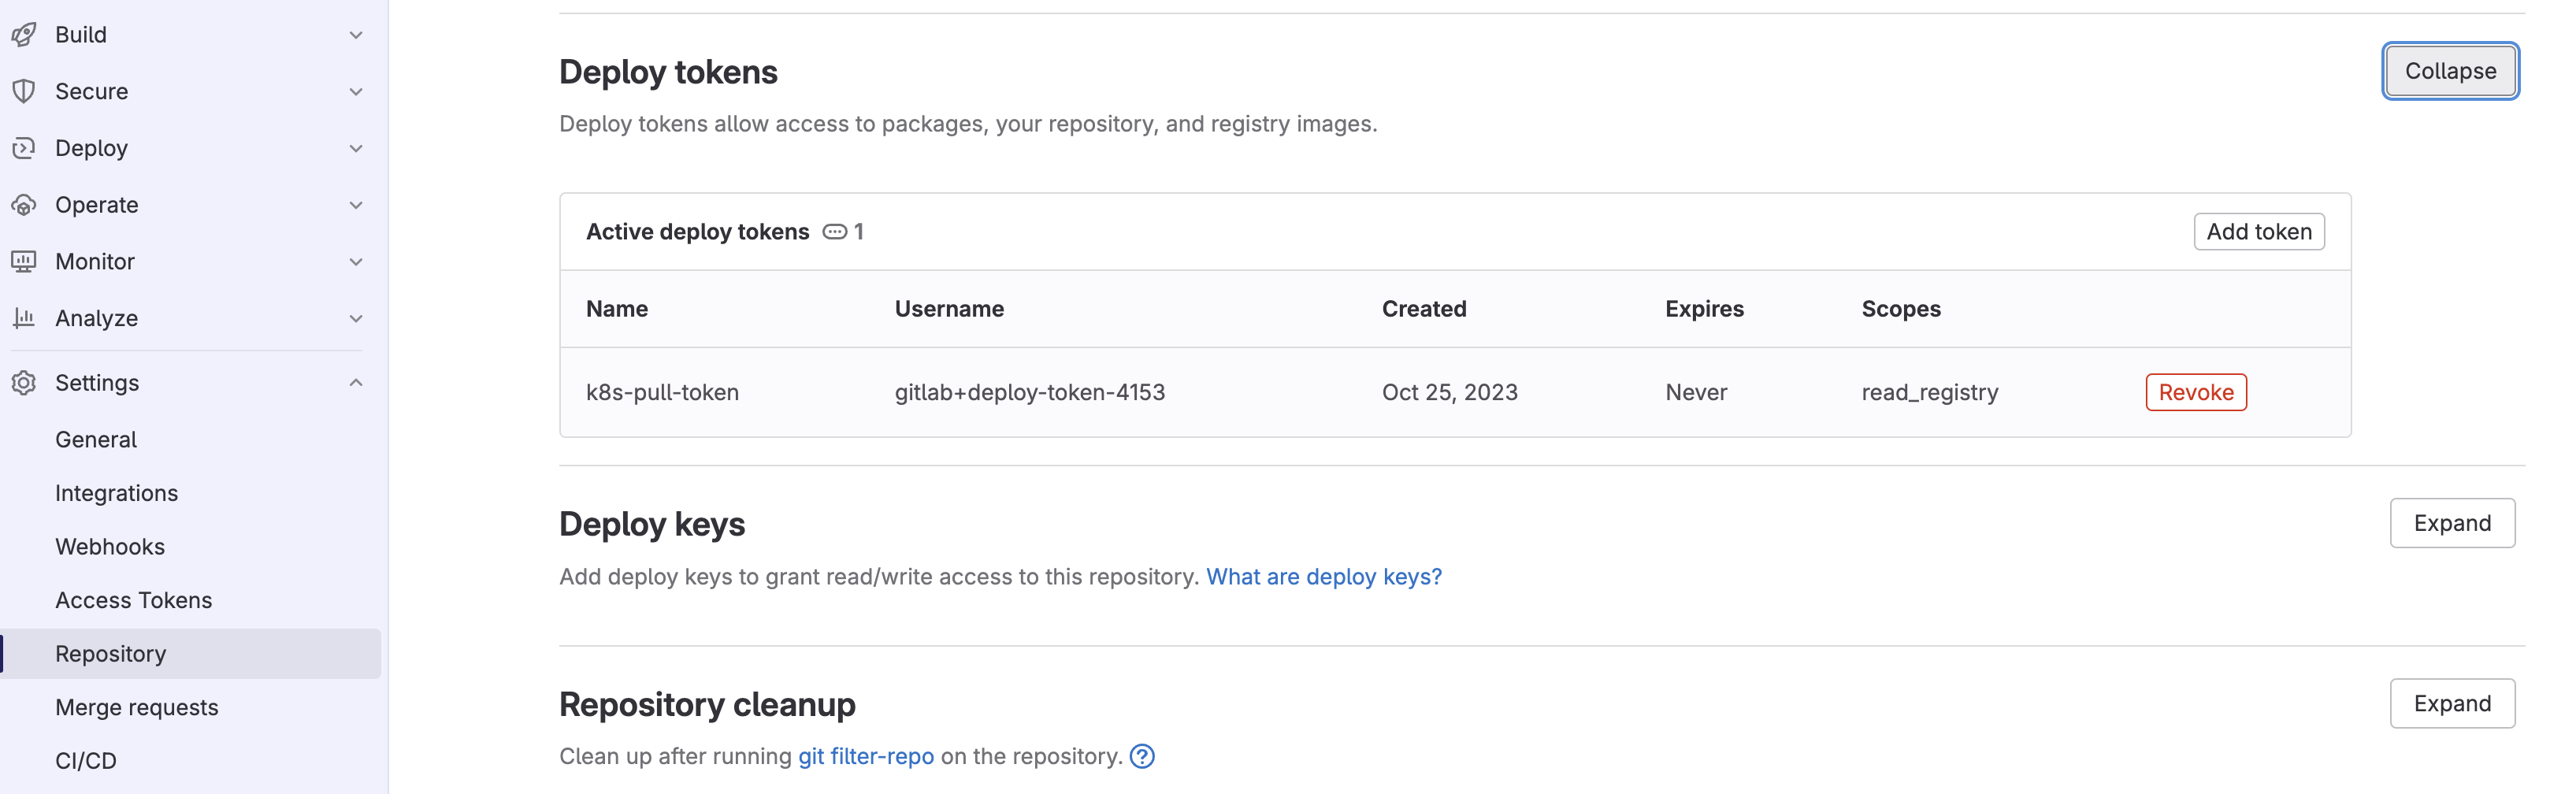 Build
Secure
Deploy
Operate
Monitor
Analyze
Settings
General
Integrations
Webhooks
Access Tokens
Repository
Merge requests
CI/CD
Deploy tokens
Collapse
Deploy tokens allow access to packages, your repository, and registry images.
Active deploy tokens 1
Add token
Name Username Created Expires Scopes
k8s-pull-token gitlab+deploy-token-4153 Oct 25, 2023 Never read_registry Revoke
Deploy keys
Expand
Add deploy keys to grant read/write access to this repository. What are deploy keys?
Repository cleanup
Expand
Clean up after running git filter-repo on the repository. ?